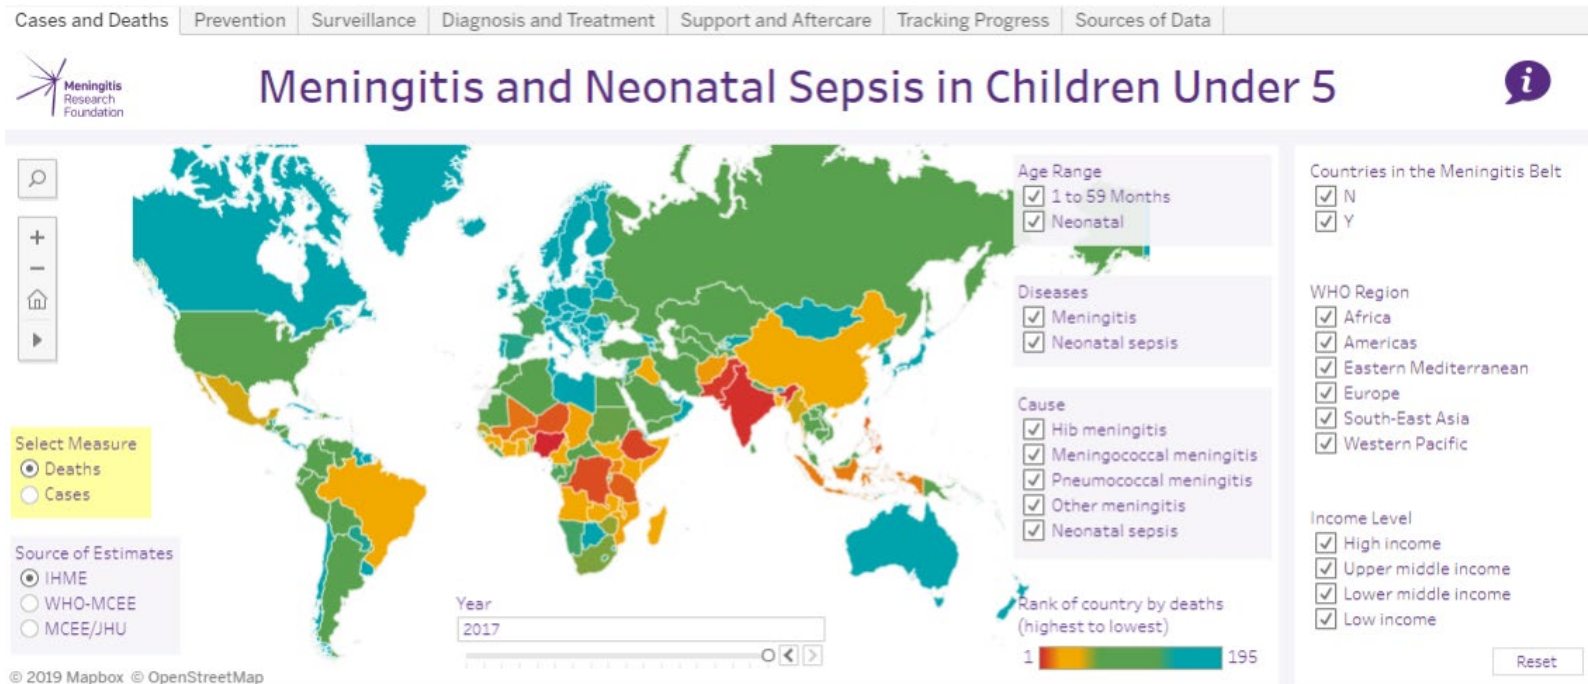 Cases and Deaths Prevention Surveillance Diagnosis and Treatment Support and Aftercare Tracking Progress Sources of Data
Meningitis
Research
Foundation
Meningitis and Neonatal Sepsis in Children Under 5
i
Select Measure
Deaths
Cases
Source of Estimates
IHME
WHO-MCEE
MCEE/JHU
© 2019 Mapbox © OpenStreetMap
Year
2017
Age Range
1 to 59 Months
Neonatal
Diseases
Meningitis
Neonatal sepsis
Cause
Hib meningitis
Meningococcal meningitis
Pneumococcal meningitis
Other meningitis
Neonatal sepsis
Rank of country by deaths
(highest to lowest)
1 195
Countries in the Meningitis Belt
N
Y
WHO Region
Africa
Americas
Eastern Mediterranean
Europe
South-East Asia
Western Pacific
Income Level
High income
Upper middle income
Lower middle income
Low income
Reset